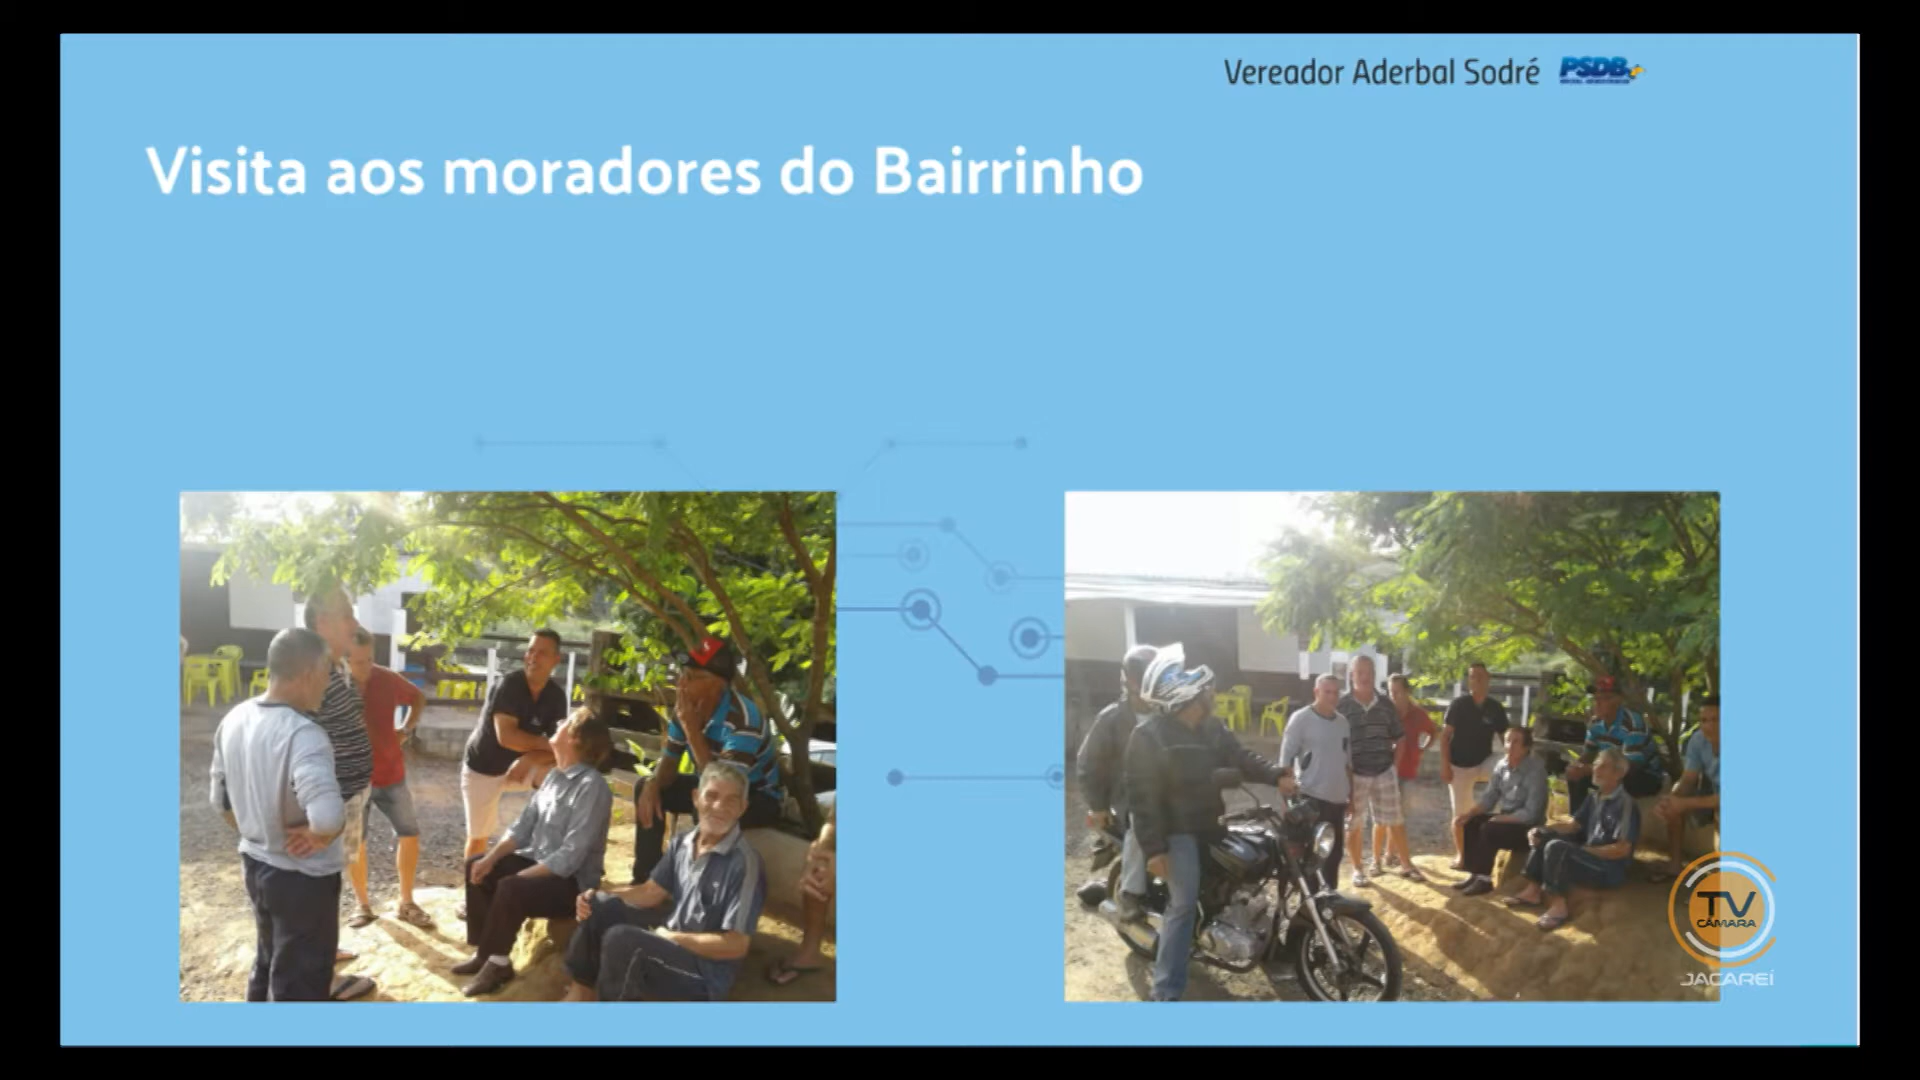 Vereador Aderbal Sodré PSDB
Visita aos moradores do Bairrinho
TV
CÂMARA
JACAREÍ